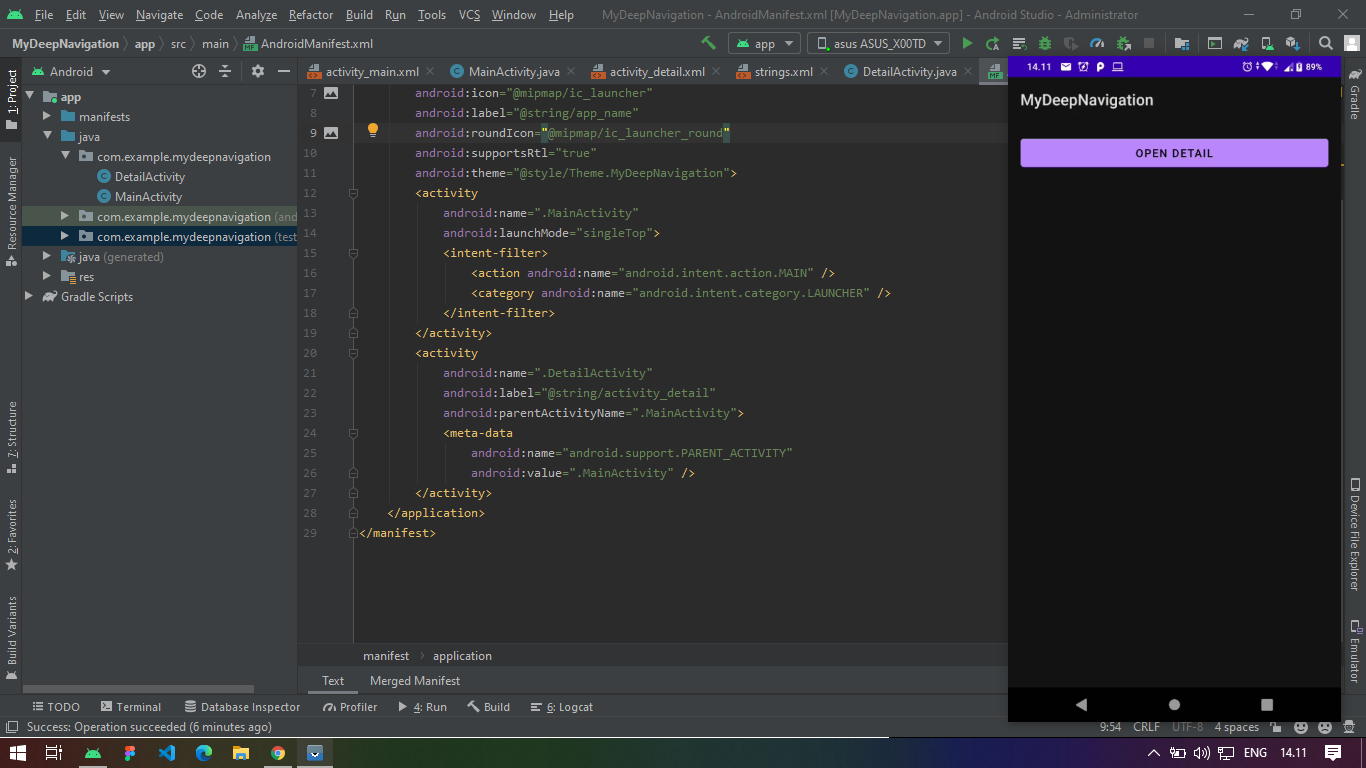 File Edit View Navigate Code Analyze Refactor Build Run Tools VCS Window Help MyDeepNavigation - AndroidManifest.xml [MyDeepNavigation.app] - Android Studio - Administrator
MyDeepNavigation app src main AndroidManifest.xml app asus ASUS_X00TD
Android activity_main.xml MainActivity.java activity_detail.xml strings.xml DetailActivity.java
1: Project
Resource Manager
7: Structure
2: Favorites
Build Variants
app
manifests
java
com.example.mydeepnavigation
DetailActivity
MainActivity
com.example.mydeepnavigation (and
com.example.mydeepnavigation (test
java (generated)
res
Gradle Scripts
7 android:icon="@mipmap/ic_launcher"
8 android:label="@string/app_name"
9 android:roundIcon="@mipmap/ic_launcher_round"
10 android:supportsRtl="true"
11 android:theme="@style/Theme.MyDeepNavigation">
12 <activity
13 android:name=".MainActivity"
14 android:launchMode="singleTop">
15 <intent-filter>
16 <action android:name="android.intent.action.MAIN" />
17 <category android:name="android.intent.category.LAUNCHER" />
18 </intent-filter>
19 </activity>
20 <activity
21 android:name=".DetailActivity"
22 android:label="@string/activity_detail"
23 android:parentActivityName=".MainActivity">
24 <meta-data
25 android:name="android.support.PARENT_ACTIVITY"
26 android:value=".MainActivity" />
27 </activity>
28 </application>
29 </manifest>
manifest application
Text Merged Manifest
14.11 89%
MyDeepNavigation
OPEN DETAIL
Gradle
Device File Explorer
Emulator
TODO Terminal Database Inspector Profiler 4: Run Build 6: Logcat
Success: Operation succeeded (6 minutes ago) 9:54 CRLF UTF-8 4 spaces
ENG 14.11